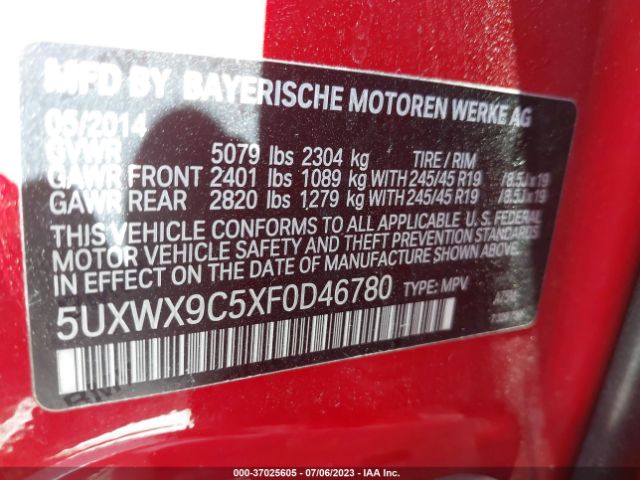 MFD BY BAYERISCHE MOTOREN WERKE AG
05/2014
GVWR 5079 lbs 2304 kg TIRE / RIM
GAWR FRONT 2401 lbs 1089 kg WITH 245/45 R19 /8.5Jx19
GAWR REAR 2820 lbs 1279 kg WITH 245/45 R19 /8.5Jx19
THIS VEHICLE CONFORMS TO ALL APPLICABLE U. S. FEDERAL
MOTOR VEHICLE SAFETY AND THEFT PREVENTION STANDARDS
IN EFFECT ON THE DATE OF MANUFACTURE SHOWN ABOVE.
5UXWX9C5XF0D46780 TYPE: MPV
000-37025605 - 07/06/2023 - IAA Inc.